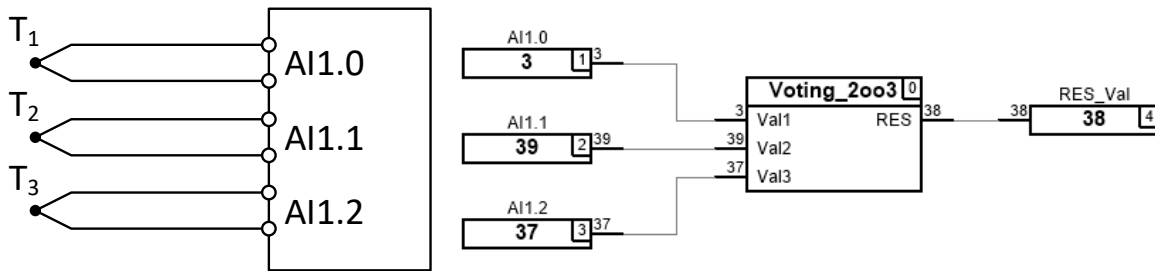 T1
T2
T3
AI1.0
AI1.1
AI1.2
AI1.0
3 1 3
AI1.1
39 2 39
AI1.2
37 3 37
Voting_2oo3 0
3 Val1 RES 38
39 Val2
37 Val3
RES_Val
38 38 4